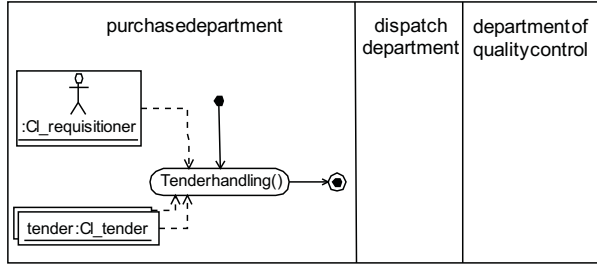 purchasedepartment
dispatch
department
departmentof
qualitycontrol
:Cl_requisitioner
Tenderhandling()
tender:Cl_tender